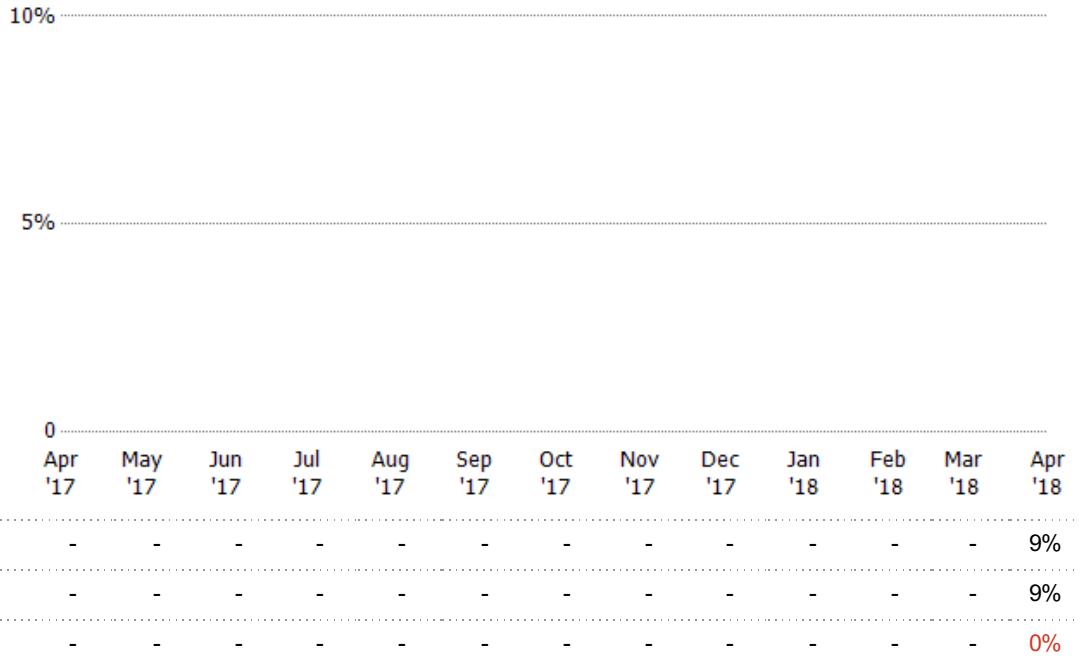 10%
5%
0
Apr May Jun Jul Aug Sep Oct Nov Dec Jan Feb Mar Apr
'17 '17 '17 '17 '17 '17 '17 '17 '17 '18 '18 '18 '18
- - - - - - - - - - - - 9%
- - - - - - - - - - - - 9%
- - - - - - - - - - - - 0%